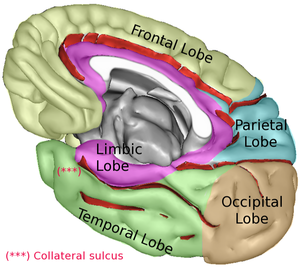 Frontal Lobe
Parietal
Lobe
Limbic
Lobe
(***)
Occipital
Lobe
Temporal Lobe
(***) Collateral sulcus